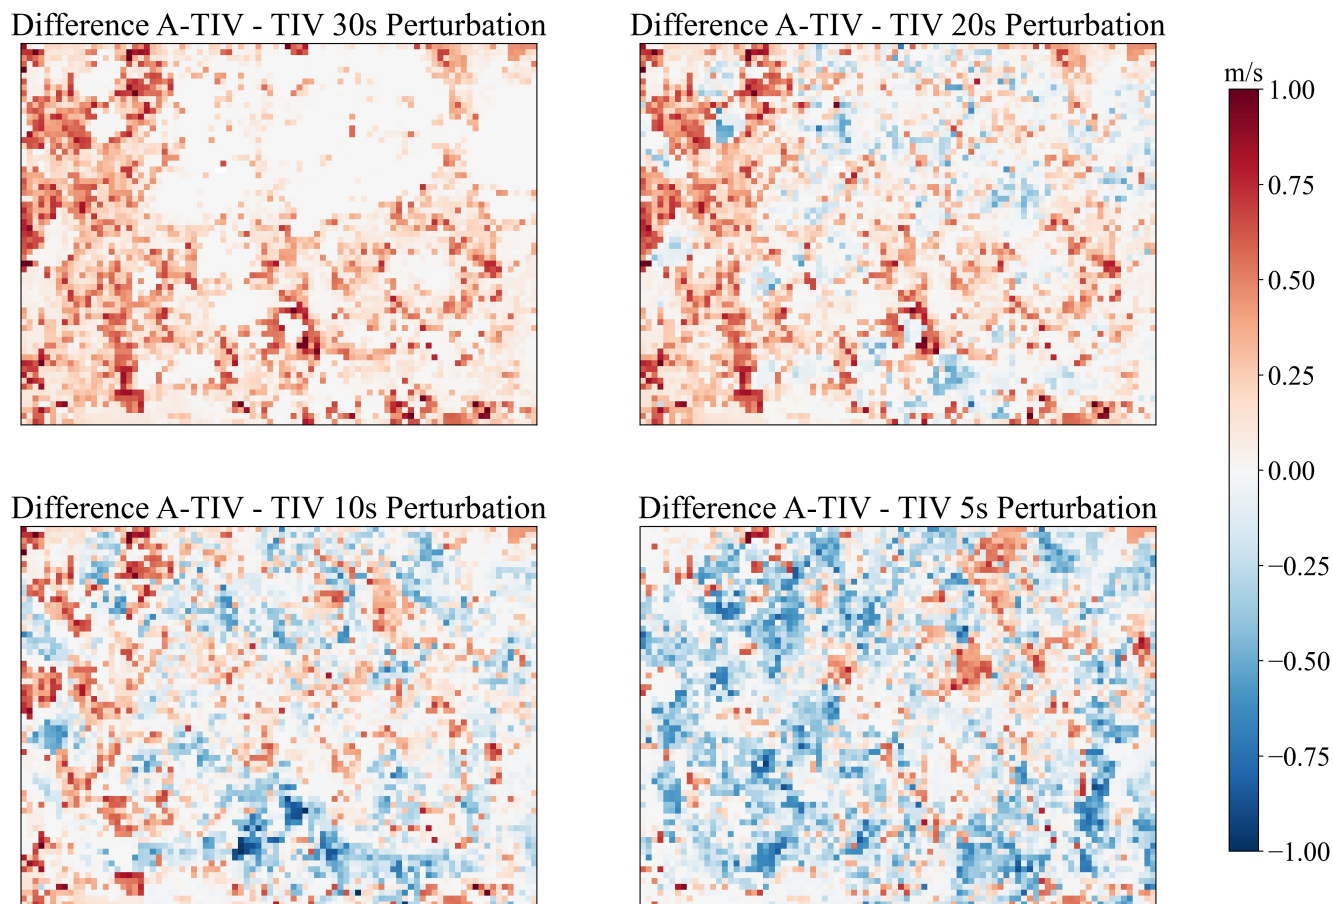 Difference A-TIV - TIV 30s Perturbation
Difference A-TIV - TIV 20s Perturbation
m/s
1.00
0.75
0.50
0.25
0.00
−0.25
−0.50
−0.75
−1.00
Difference A-TIV - TIV 10s Perturbation
Difference A-TIV - TIV 5s Perturbation